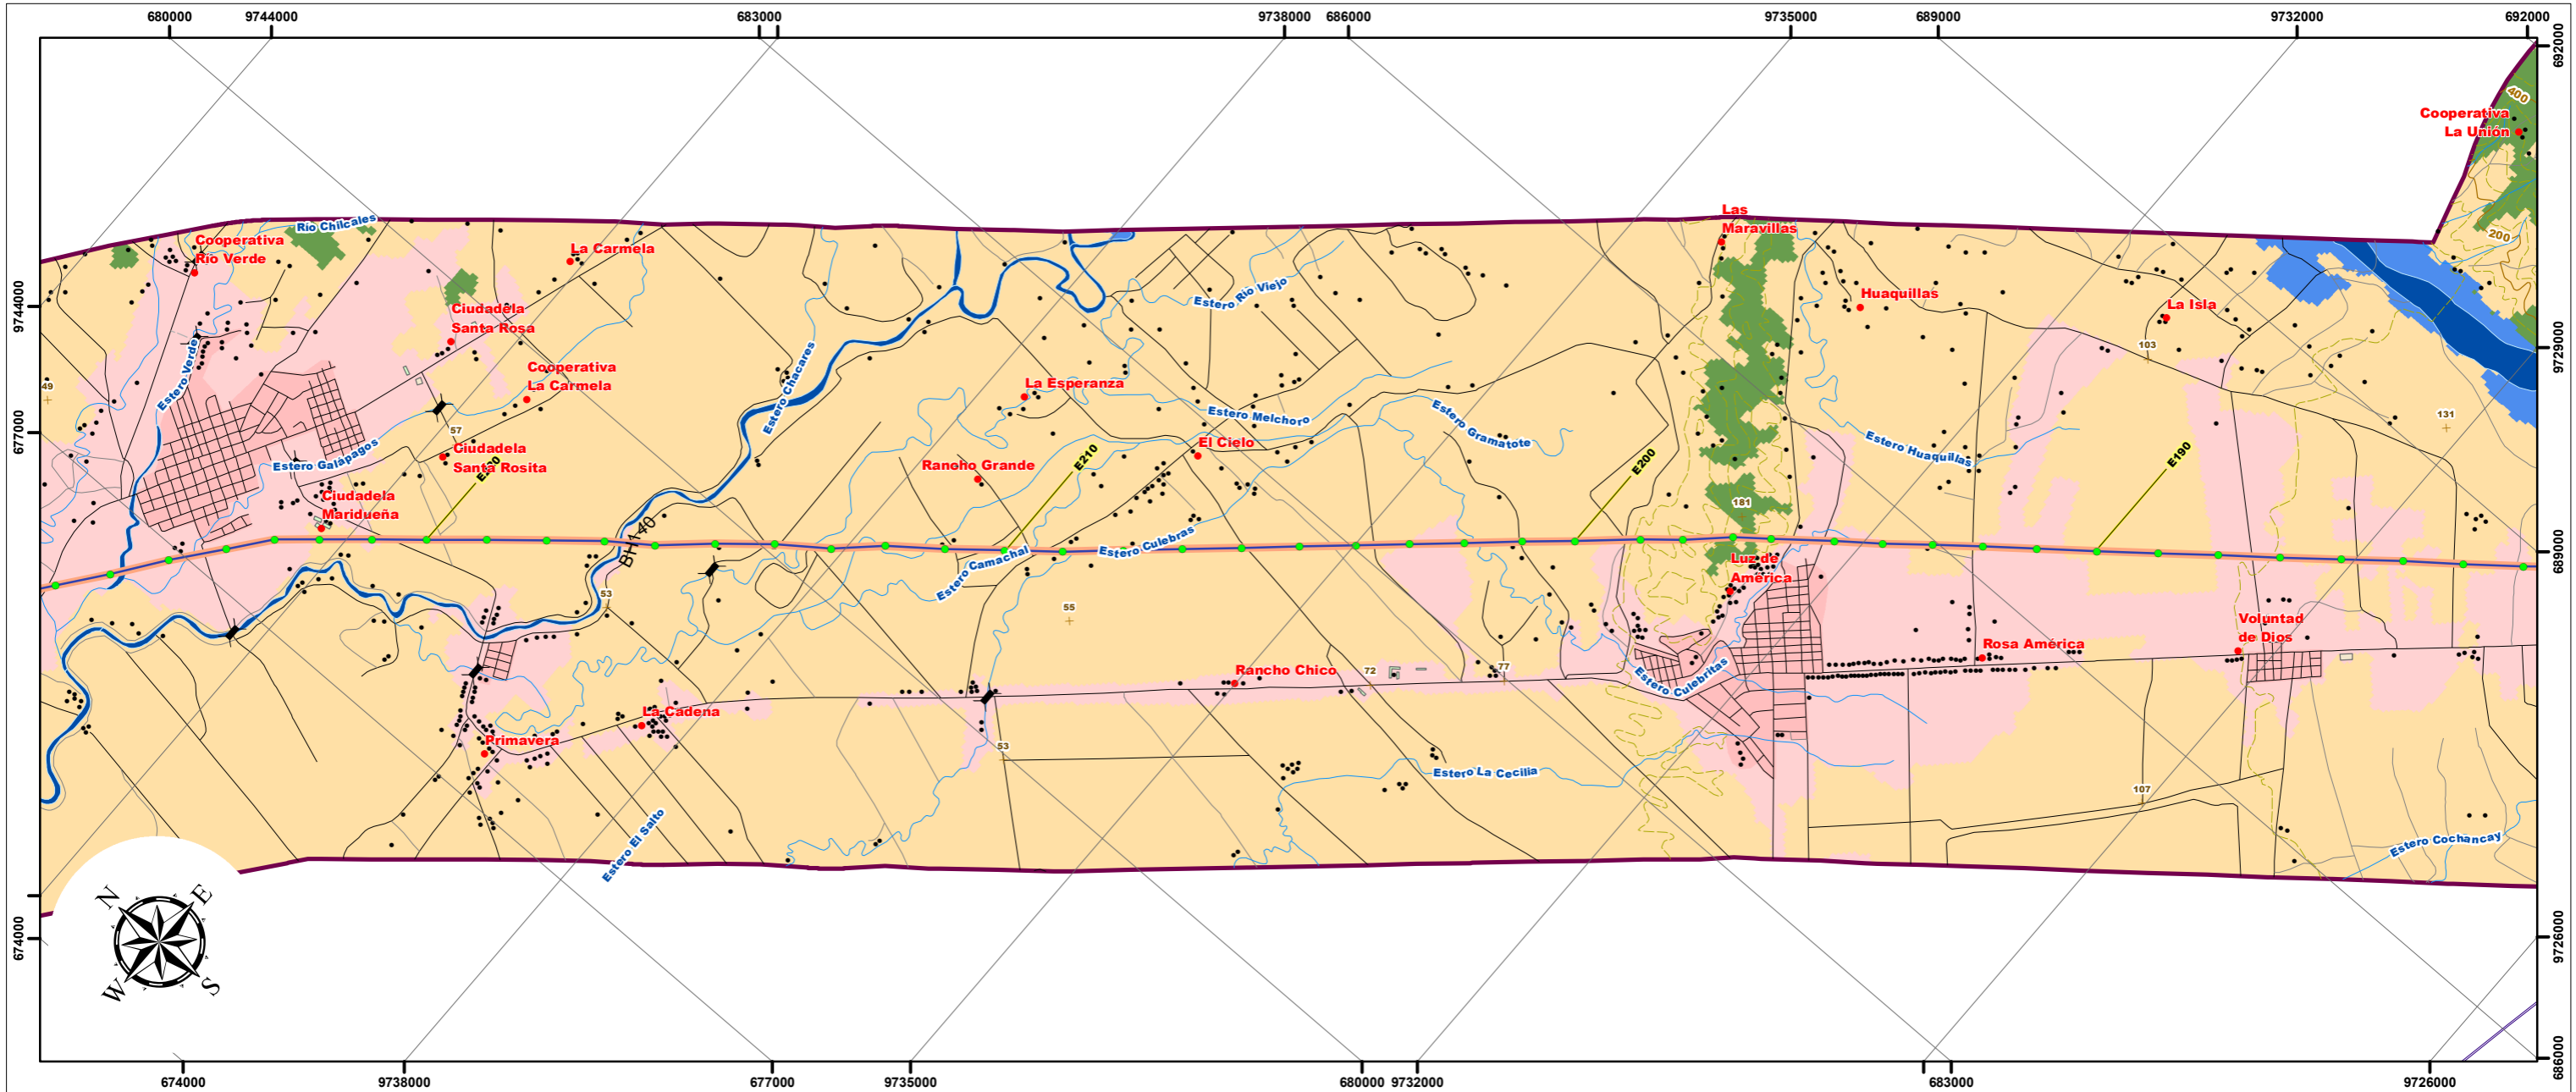 680000 9744000 683000 9738000 686000 9735000 689000 9732000 692000
692000
9729000
689000
9726000
686000
9744000
677000
674000
400
Cooperativa
La Unión
200
Las
Maravillas
Río Chilcales
Cooperativa
Río Verde
La Carmela
Estero Río Viejo
Huaquillas
La Isla
Ciudadela
Santa Rosa
103
Estero Verde
Estero Chacares
Cooperativa
La Carmela
49
La Esperanza
Estero Melchoro
Estero Gramatote
131
57
Estero Galápagos
Ciudadela
Santa Rosita
El Cielo
Estero Huaquillas
Rancho Grande
E210
E200
E190
Ciudadela
Maridueña
181
BH1-40
Estero Culebras
Estero Camachal
Luz de
América
53
55
Voluntad
de Dios
Rosa América
Rancho Chico
72
77
Estero Culebritas
La Cadena
Primavera
53
Estero La Cecilia
107
Estero El Salto
Estero Cochancay
N
E
W
S
674000 9738000 677000 9735000 680000 9732000 683000 9726000